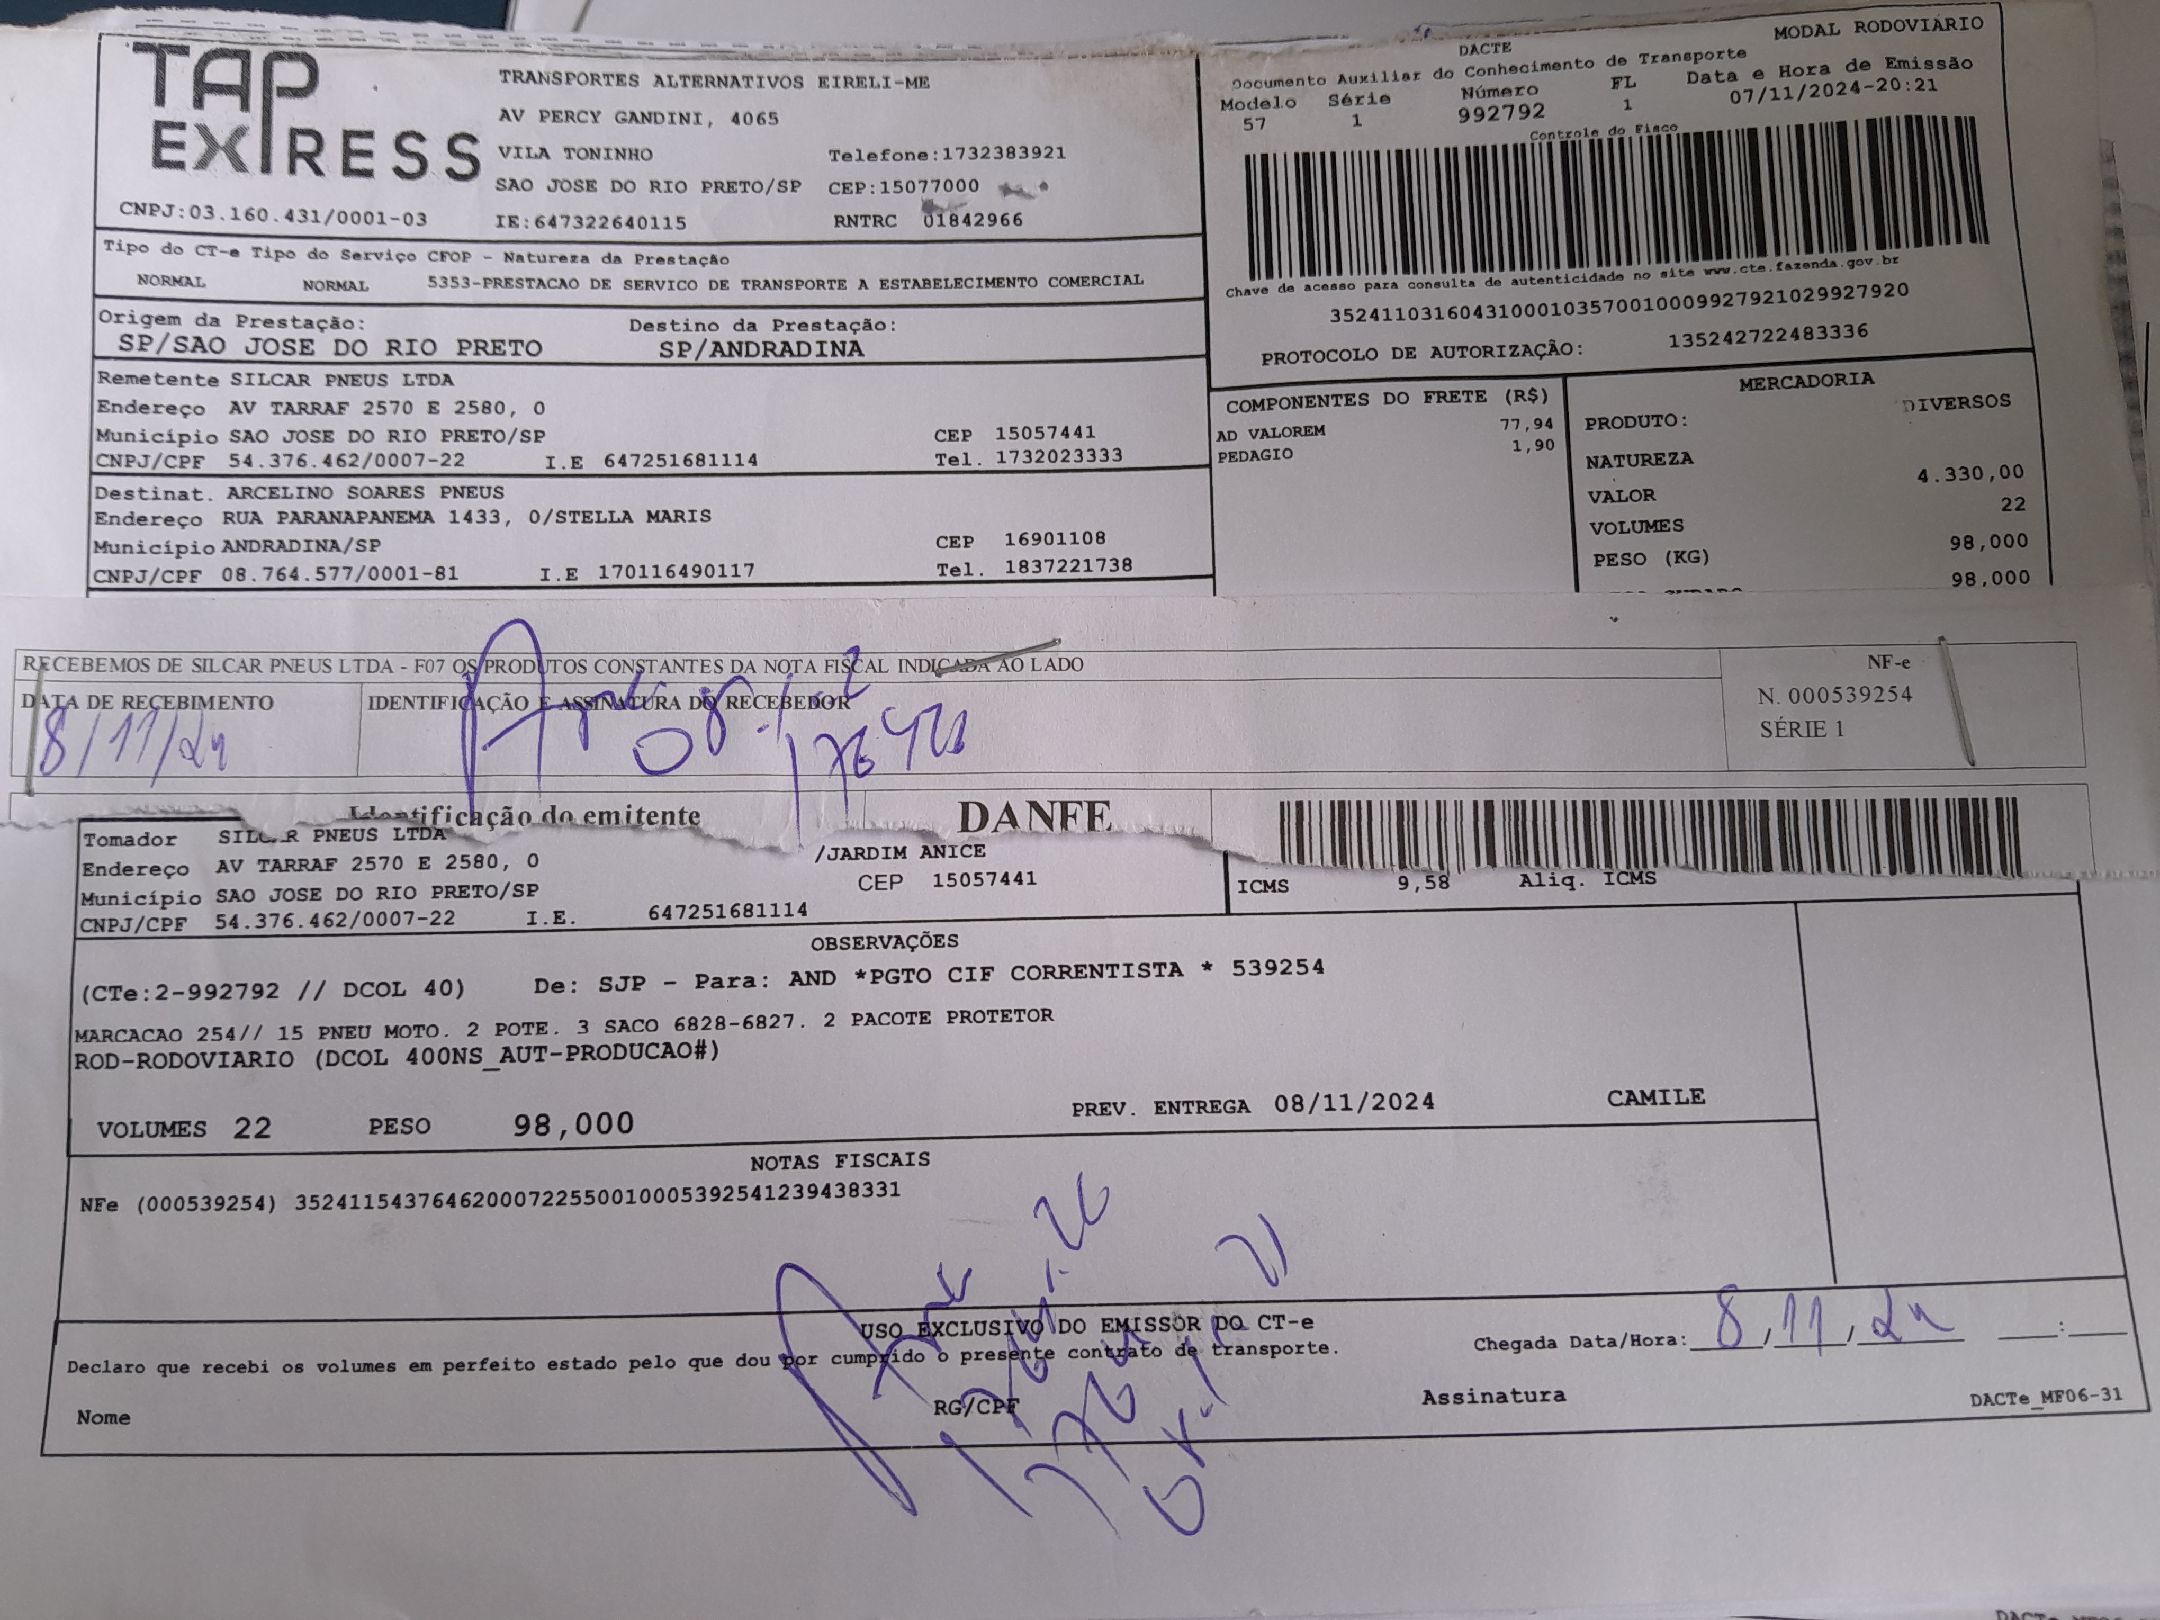 TAP EXPRESS
TRANSPORTES ALTERNATIVOS EIRELI-ME
AV PERCY GANDINI, 4065
VILA TONINHO Telefone:1732383921
SAO JOSE DO RIO PRETO/SP CEP:15077000
CNPJ:03.160.431/0001-03 IE:647322640115 RNTRC 01842966
DACTE MODAL RODOVIÁRIO
Documento Auxiliar do Conhecimento de Transporte
Modelo Série Número FL Data e Hora de Emissão
57 1 992792 1 07/11/2024-20:21
Controle do Fisco
Chave de acesso para consulta de autenticidade no site www.cte.fazenda.gov.br
35241103160431000103570010009927921029927920
PROTOCOLO DE AUTORIZAÇÃO: 135242722483336
Tipo do CT-e Tipo do Serviço CFOP - Natureza da Prestação
NORMAL NORMAL 5353-PRESTACAO DE SERVICO DE TRANSPORTE A ESTABELECIMENTO COMERCIAL
Origem da Prestação: Destino da Prestação:
SP/SAO JOSE DO RIO PRETO SP/ANDRADINA
Remetente SILCAR PNEUS LTDA
Endereço AV TARRAF 2570 E 2580, 0
Município SAO JOSE DO RIO PRETO/SP CEP 15057441
CNPJ/CPF 54.376.462/0007-22 I.E 647251681114 Tel. 1732023333
Destinat. ARCELINO SOARES PNEUS
Endereço RUA PARANAPANEMA 1433, 0/STELLA MARIS
Município ANDRADINA/SP CEP 16901108
CNPJ/CPF 08.764.577/0001-81 I.E 170116490117 Tel. 1837221738
COMPONENTES DO FRETE (R$)
AD VALOREM 77,94
PEDAGIO 1,90
MERCADORIA
PRODUTO: DIVERSOS
NATUREZA
VALOR 4.330,00
VOLUMES 22
PESO (KG) 98,000
98,000
RECEBEMOS DE SILCAR PNEUS LTDA - F07 OS PRODUTOS CONSTANTES DA NOTA FISCAL INDICADA AO LADO
DATA DE RECEBIMENTO IDENTIFICAÇÃO E ASSINATURA DO RECEBEDOR
8/11/24
NF-e
N. 000539254
SÉRIE 1
Identificação do emitente DANFE
Tomador SILCAR PNEUS LTDA
Endereço AV TARRAF 2570 E 2580, 0 /JARDIM ANICE
Município SAO JOSE DO RIO PRETO/SP CEP 15057441
CNPJ/CPF 54.376.462/0007-22 I.E. 647251681114
ICMS 9,58 Aliq. ICMS
OBSERVAÇÕES
(CTe:2-992792 // DCOL 40) De: SJP - Para: AND *PGTO CIF CORRENTISTA * 539254
MARCACAO 254// 15 PNEU MOTO. 2 POTE. 3 SACO 6828-6827. 2 PACOTE PROTETOR
ROD-RODOVIARIO (DCOL 400NS_AUT-PRODUCAO#)
VOLUMES 22 PESO 98,000 PREV. ENTREGA 08/11/2024 CAMILE
NOTAS FISCAIS
NFe (000539254) 35241154376462000722550010005392541239438331
USO EXCLUSIVO DO EMISSOR DO CT-e
Declaro que recebi os volumes em perfeito estado pelo que dou por cumprido o presente contrato de transporte.
Chegada Data/Hora: 8/11/24 :
Nome RG/CPF Assinatura DACTe_MF06-31